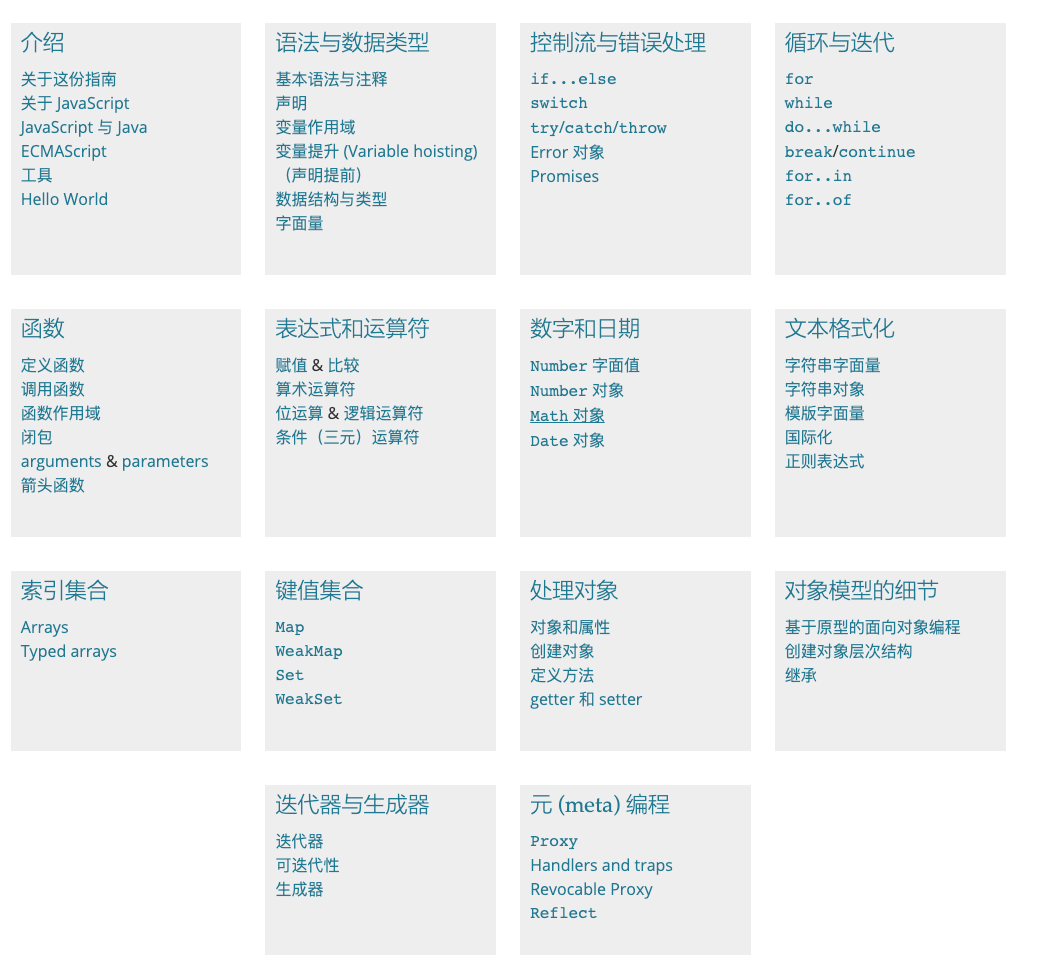 介绍
关于这份指南
关于 JavaScript
JavaScript 与 Java
ECMAScript
工具
Hello World
语法与数据类型
基本语法与注释
声明
变量作用域
变量提升 (Variable hoisting)
（声明提前）
数据结构与类型
字面量
控制流与错误处理
if...else
switch
try/catch/throw
Error 对象
Promises
循环与迭代
for
while
do...while
break/continue
for..in
for..of
函数
定义函数
调用函数
函数作用域
闭包
arguments & parameters
箭头函数
表达式和运算符
赋值 & 比较
算术运算符
位运算 & 逻辑运算符
条件（三元）运算符
数字和日期
Number 字面值
Number 对象
Math 对象
Date 对象
文本格式化
字符串字面量
字符串对象
模版字面量
国际化
正则表达式
索引集合
Arrays
Typed arrays
键值集合
Map
WeakMap
Set
WeakSet
处理对象
对象和属性
创建对象
定义方法
getter 和 setter
对象模型的细节
基于原型的面向对象编程
创建对象层次结构
继承
迭代器与生成器
迭代器
可迭代性
生成器
元 (meta) 编程
Proxy
Handlers and traps
Revocable Proxy
Reflect